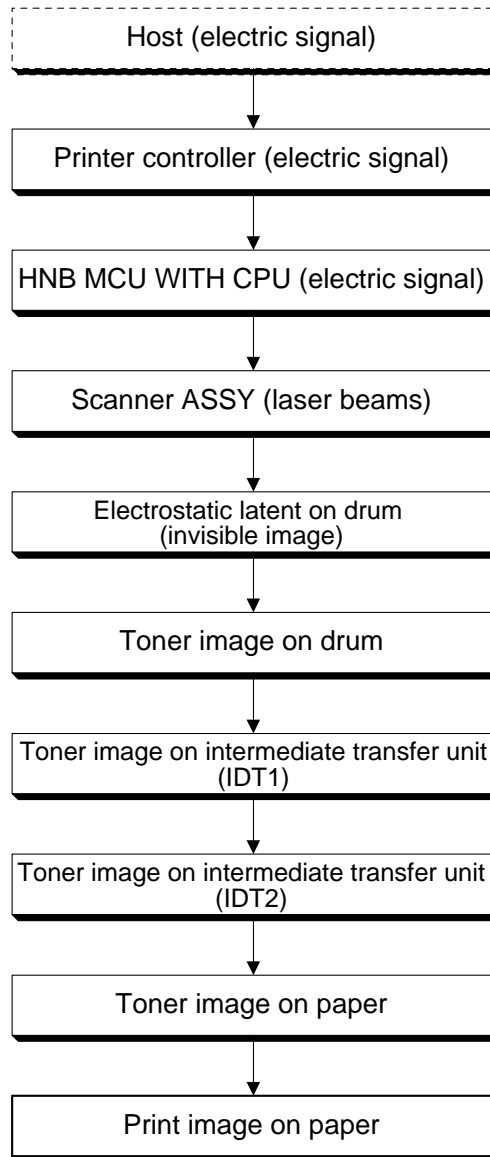 Host (electric signal)
Printer controller (electric signal)
HNB MCU WITH CPU (electric signal)
Scanner ASSY (laser beams)
Electrostatic latent on drum
(invisible image)
Toner image on drum
Toner image on intermediate transfer unit
(IDT1)
Toner image on intermediate transfer unit
(IDT2)
Toner image on paper
Print image on paper